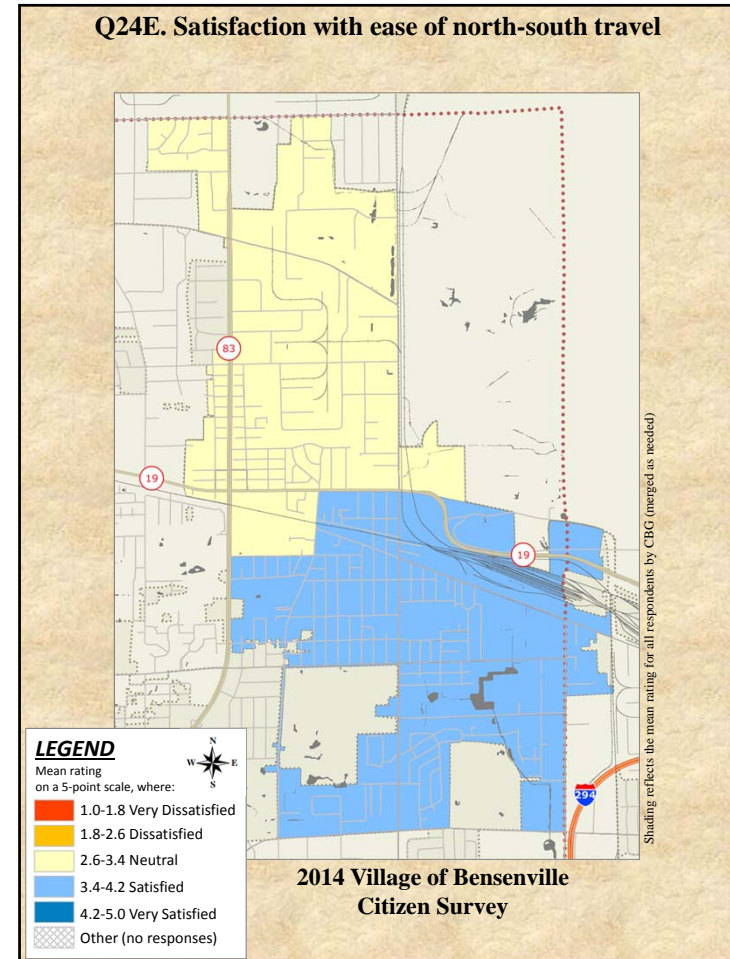 Q24E. Satisfaction with ease of north-south travel
83
19
19
294
Shading reflects the mean rating for all respondents by CBG (merged as needed)
LEGEND
Mean rating
on a 5-point scale, where:
N
W E
S
1.0-1.8 Very Dissatisfied
1.8-2.6 Dissatisfied
2.6-3.4 Neutral
3.4-4.2 Satisfied
4.2-5.0 Very Satisfied
Other (no responses)
2014 Village of Bensenville
Citizen Survey